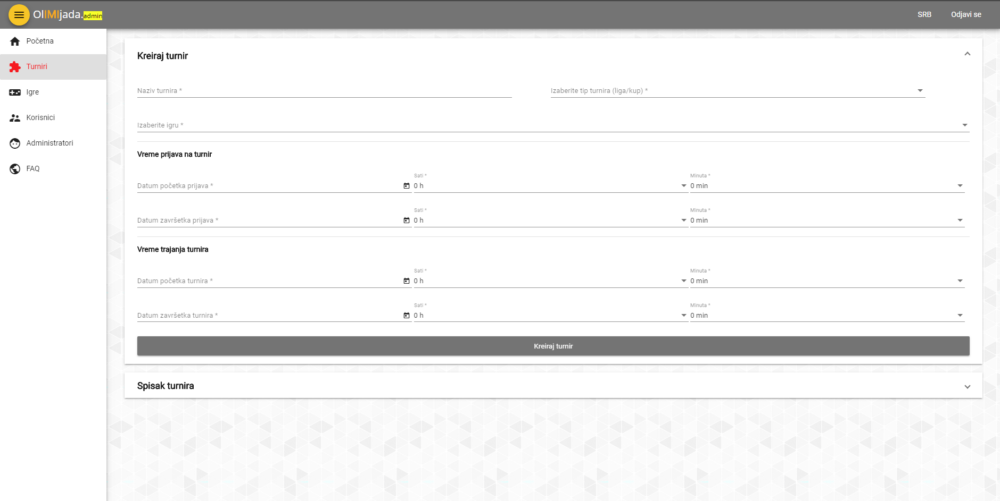 OlIMIjada.admin
SRB
Odjavi se
Početna
Turniri
Igre
Korisnici
Administratori
FAQ
Kreiraj turnir
Naziv turnira *
Izaberite tip turnira (liga/kup) *
Izaberite igru *
Vreme prijava na turnir
Datum početka prijava *
Sati *
0 h
Minuta *
0 min
Datum završetka prijava *
Sati *
0 h
Minuta *
0 min
Vreme trajanja turnira
Datum početka turnira *
Sati *
0 h
Minuta *
0 min
Datum završetka turnira *
Sati *
0 h
Minuta *
0 min
Kreiraj turnir
Spisak turnira